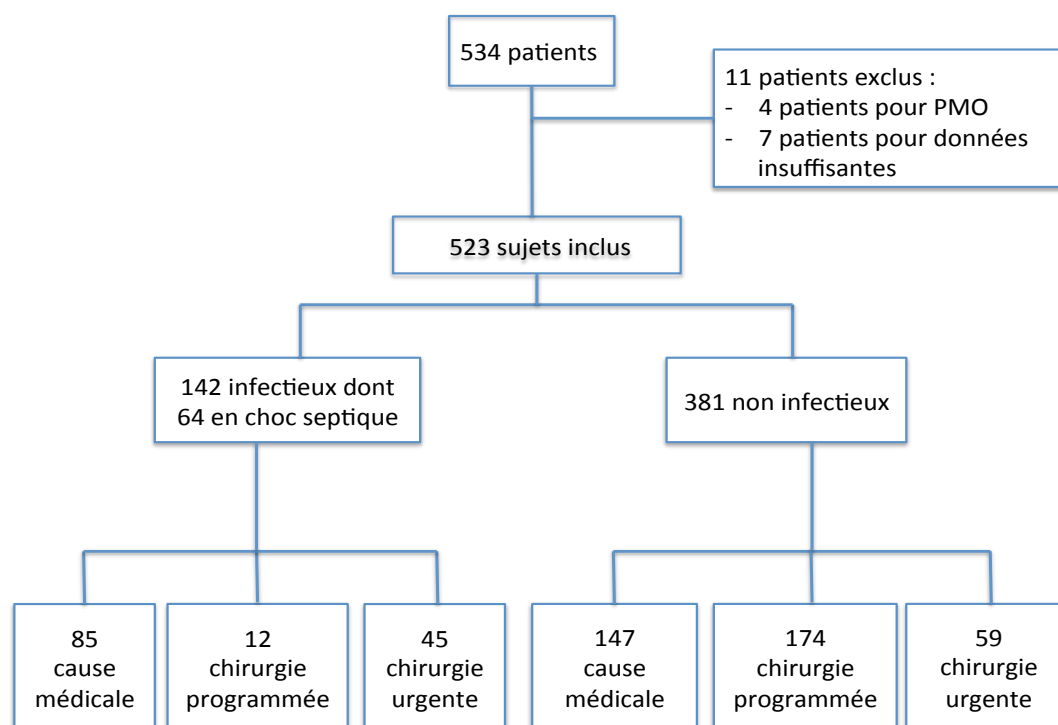 534 patients
11 patients exclus :
- 4 patients pour PMO
- 7 patients pour données
insuffisantes
523 sujets inclus
142 infectieux dont
64 en choc septique
381 non infectieux
85
cause
médicale
12
chirurgie
programmée
45
chirurgie
urgente
147
cause
médicale
174
chirurgie
programmée
59
chirurgie
urgente